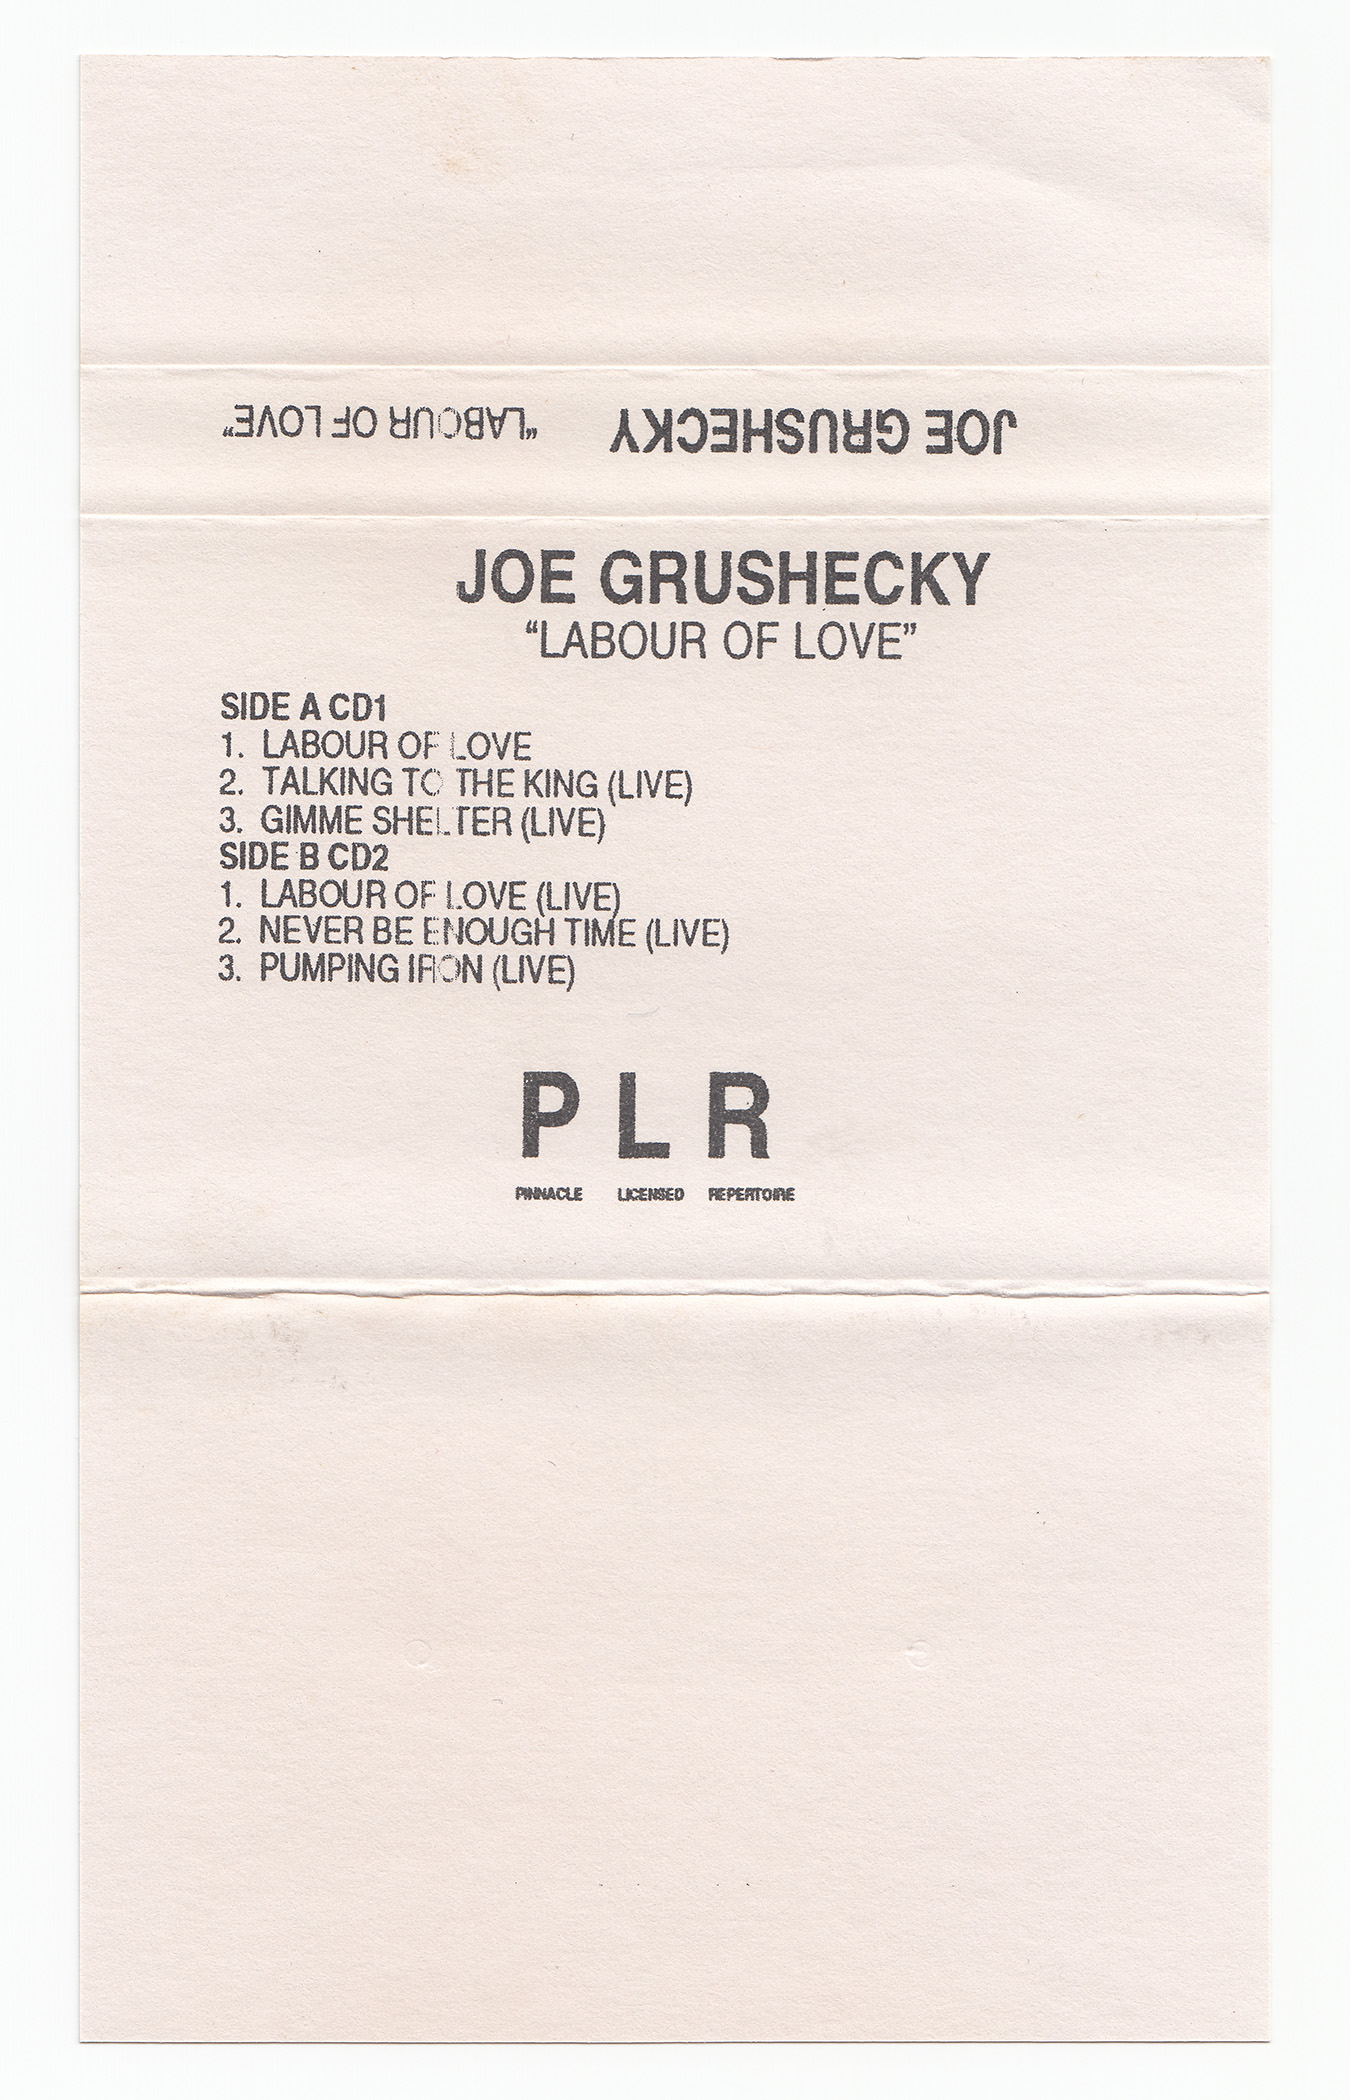 JOE GRUSHECKY "LABOUR OF LOVE"
JOE GRUSHECKY
“LABOUR OF LOVE”
SIDE A CD1
1. LABOUR OF LOVE
2. TALKING TO THE KING (LIVE)
3. GIMME SHELTER (LIVE)
SIDE B CD2
1. LABOUR OF LOVE (LIVE)
2. NEVER BE ENOUGH TIME (LIVE)
3. PUMPING IRON (LIVE)
P L R
PINNACLE LICENSED REPERTOIRE